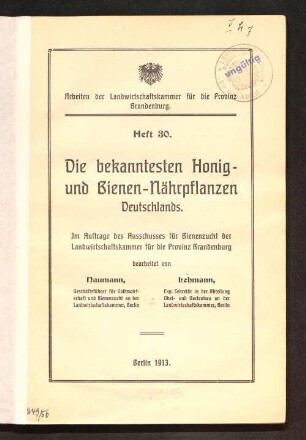 V h 7
ungültig
Arbeiten der Landwirtschaftskammer für die Provinz
Brandenburg.
Heft 30.
Die bekanntesten Honig-
und Bienen-Nährpflanzen
Deutschlands.
Im Auftrage des Ausschusses für Bienenzucht der
Landwirtschaftskammer für die Provinz Brandenburg
bearbeitet von
Naumann,
Geschäftsführer für Volkswirt-
schaft und Bienenzucht an der
Landwirtschaftskammer, Berlin
Lehmann,
Exp. Sekretär in der Abteilung
Obst- und Gartenbau an der
Landwirtschaftskammer, Berlin
Berlin 1913.